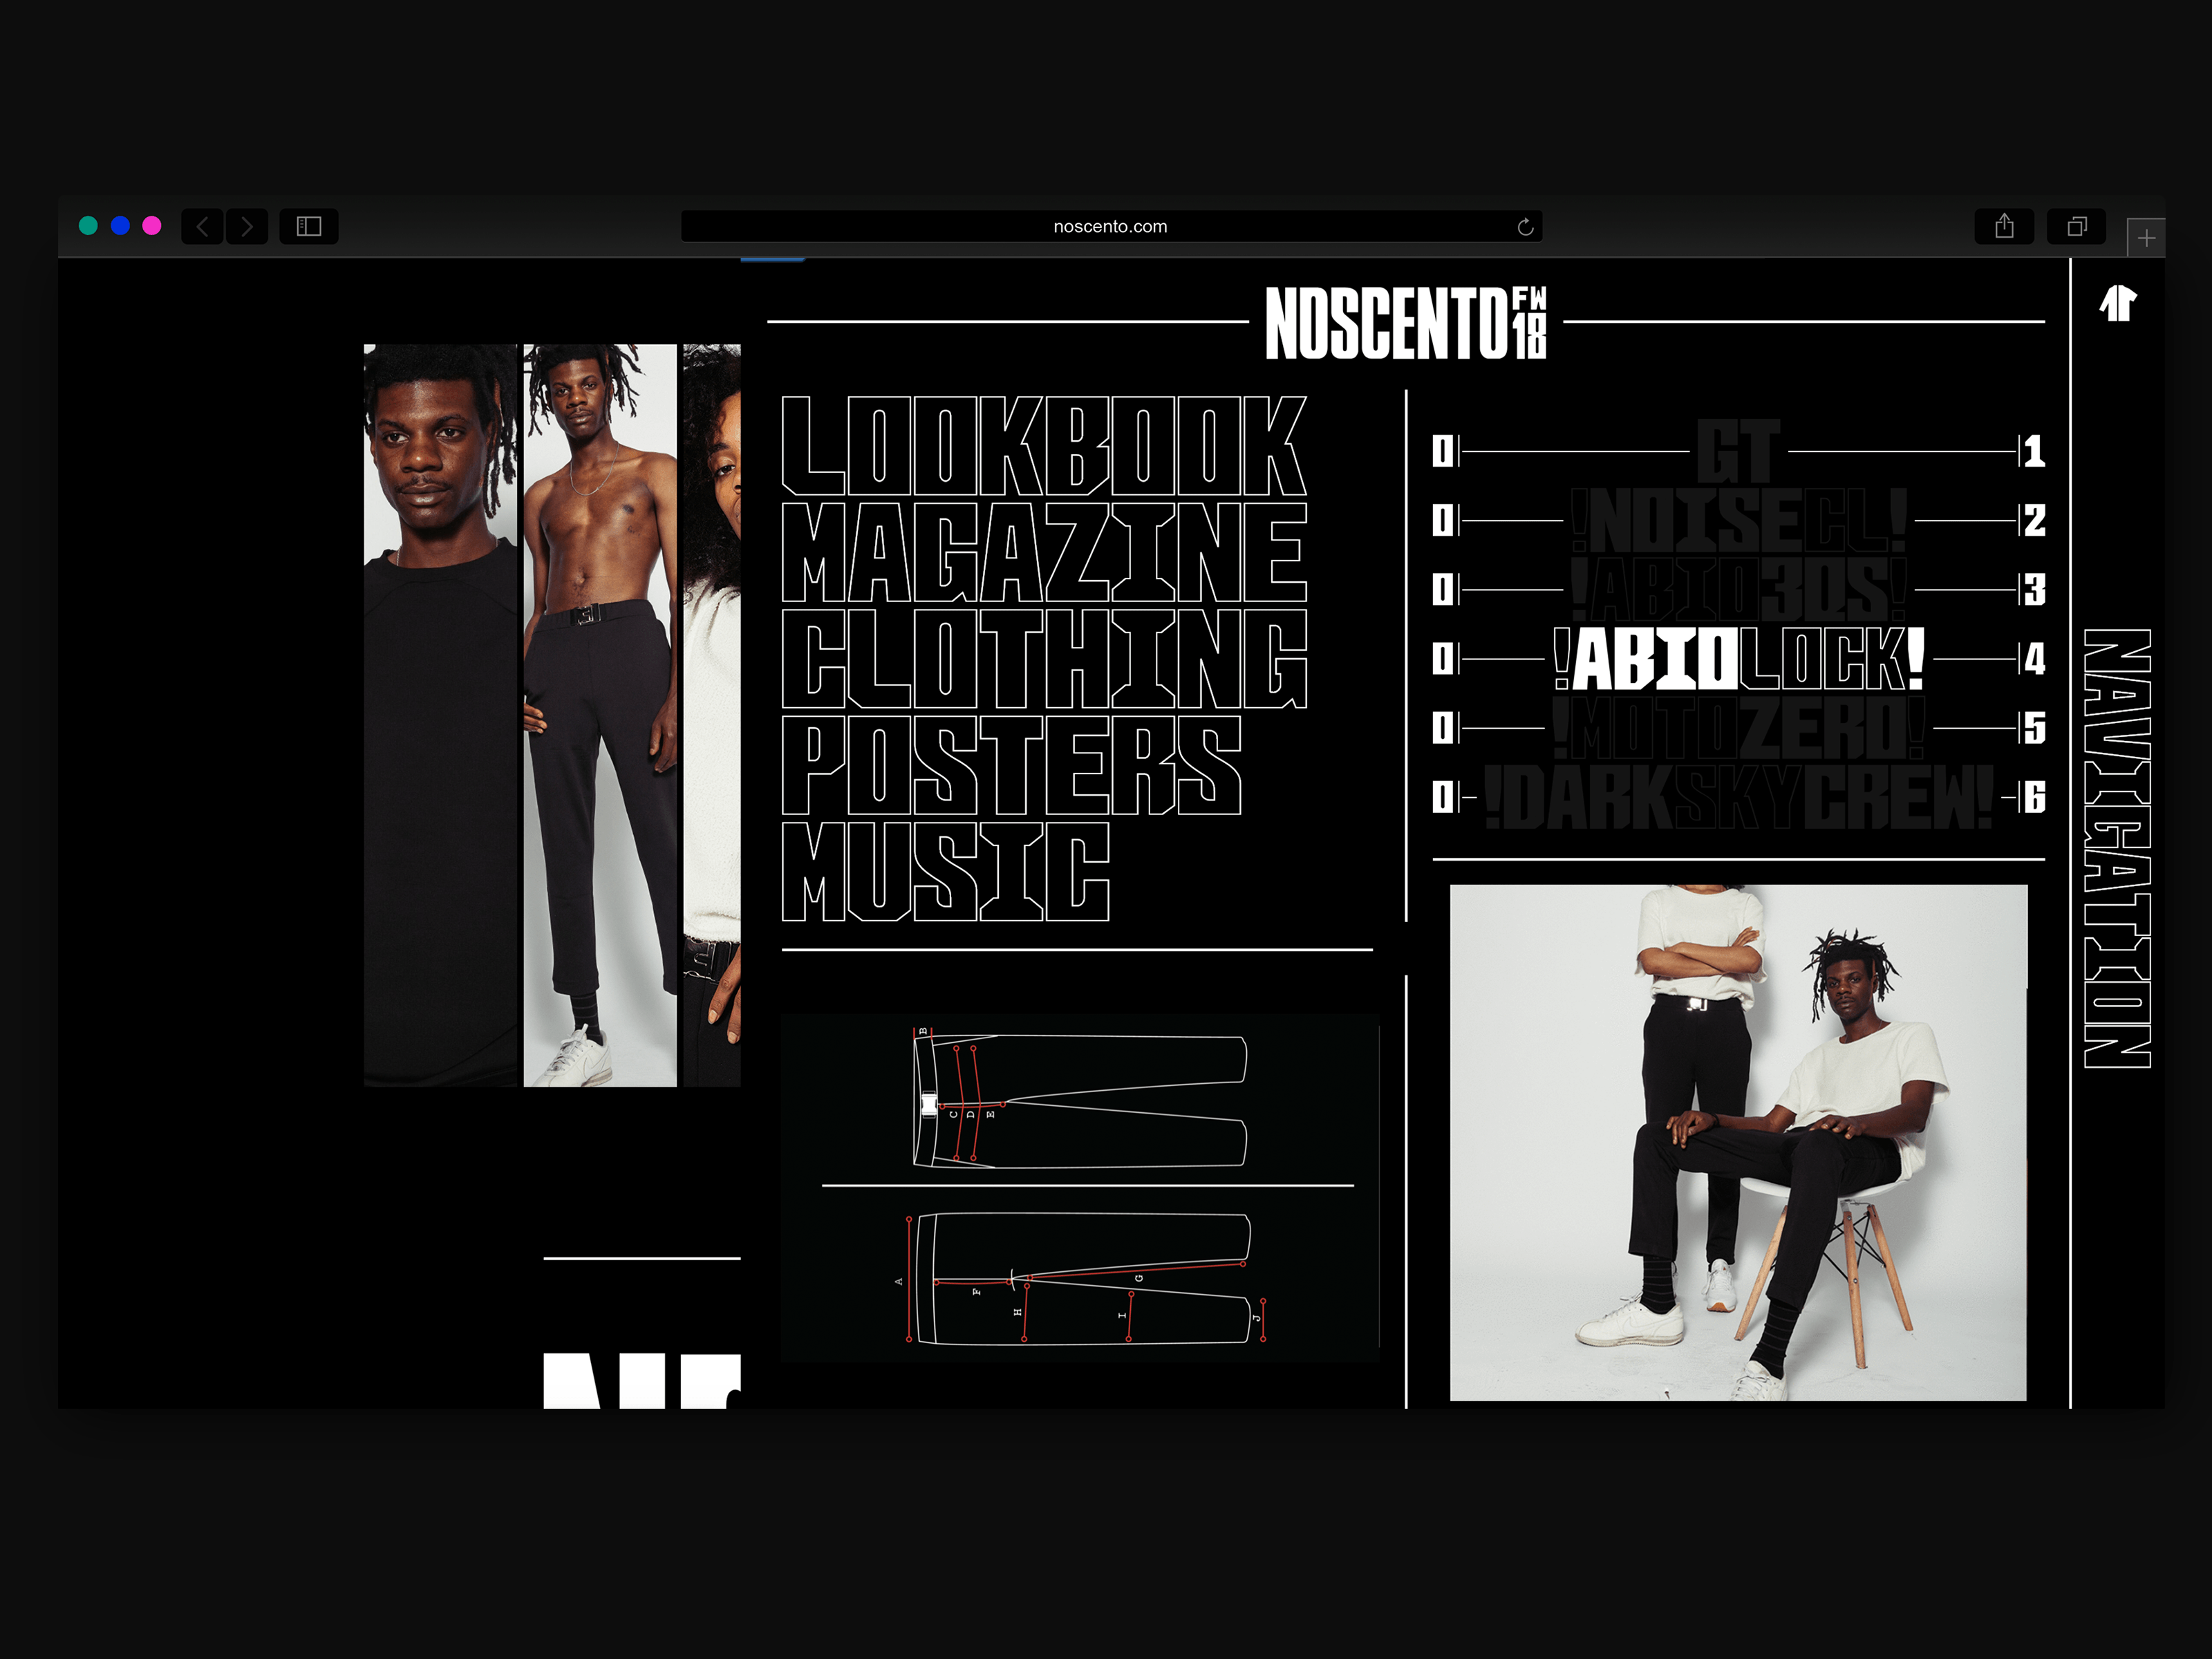 noscento.com
NOSCENTO FW 18
LOOKBOOK
MAGAZINE
CLOTHING
POSTERS
MUSIC
0 GT 1
0 !NOISECL! 2
0 !ABIO3QS! 3
0 !ABIOLOCK! 4
0 !MOTOZERO! 5
0 !DARKSKYCREW! 6
NAVIGATION
B
C D E
A
F
G
H
I
J